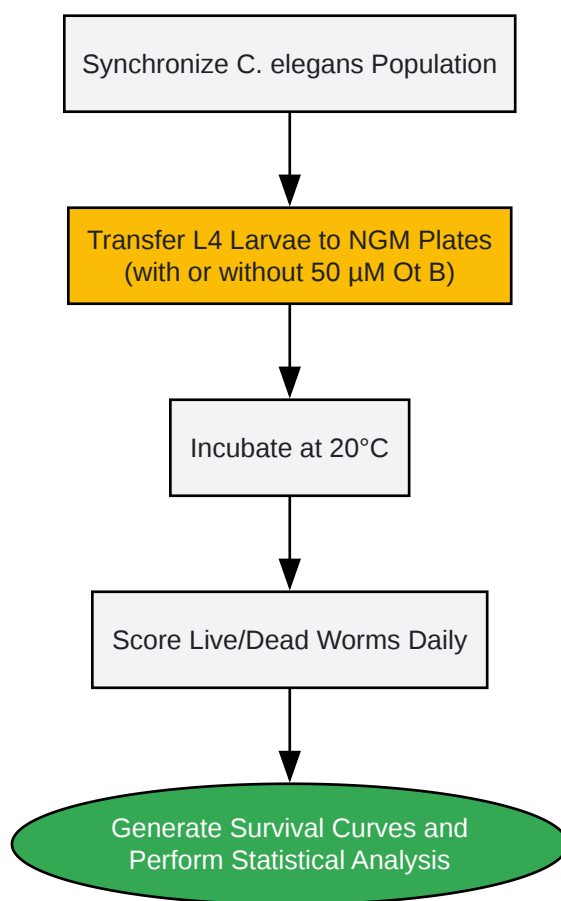 Synchronize C. elegans Population
Transfer L4 Larvae to NGM Plates
(with or without 50 µM Ot B)
Incubate at 20°C
Score Live/Dead Worms Daily
Generate Survival Curves and
Perform Statistical Analysis